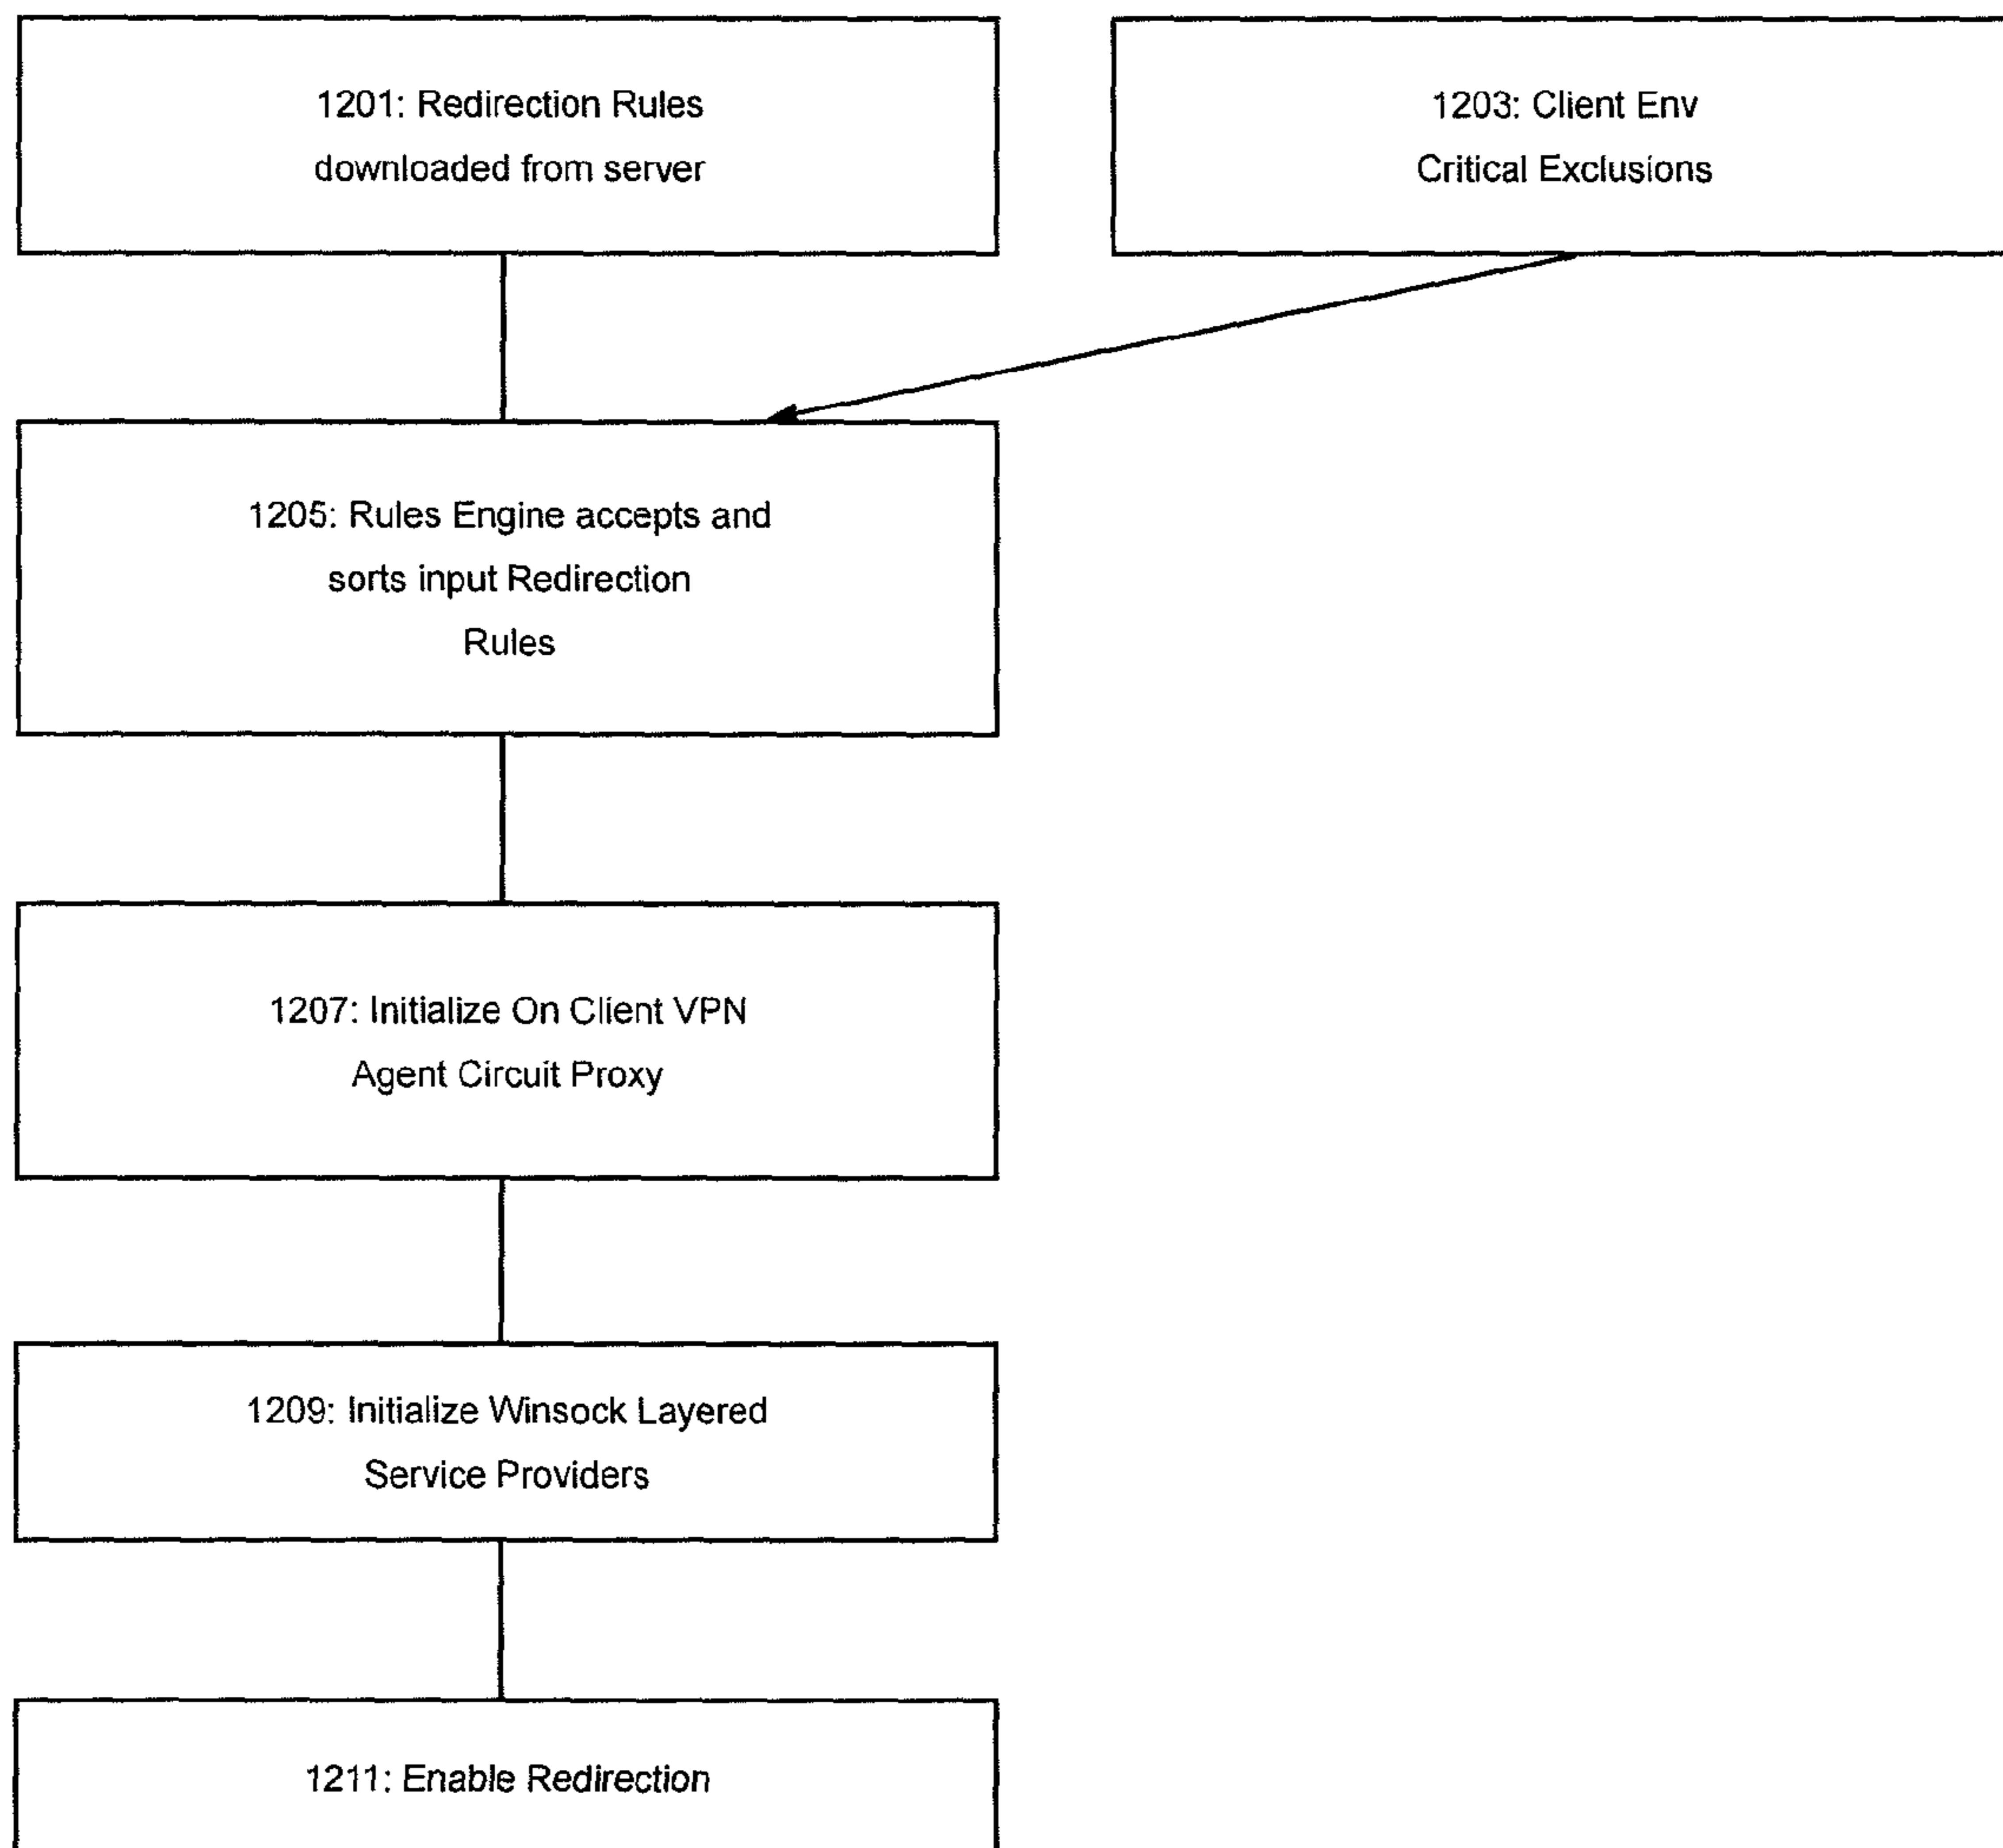 1201: Redirection Rules
downloaded from server
1203: Client Env
Critical Exclusions
1205: Rules Engine accepts and
sorts input Redirection
Rules
1207: Initialize On Client VPN
Agent Circuit Proxy
1209: Initialize Winsock Layered
Service Providers
1211: Enable Redirection